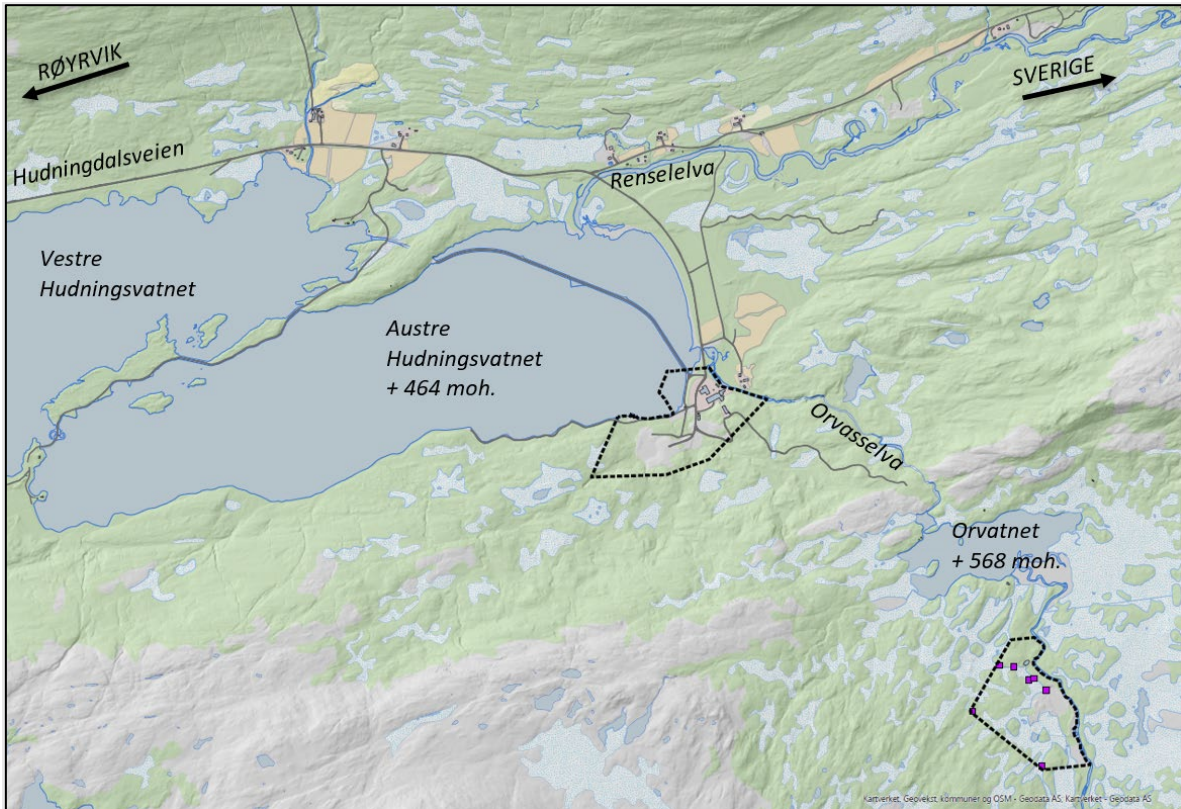 RØYRVIK
SVERIGE
Hudningdalsveien
Renselelva
Vestre
Hudningsvatnet
Austre
Hudningsvatnet
+ 464 moh.
Orvasselva
Orvatnet
+ 568 moh.
Kartverket, Geovekst, kommuner og OSM - Geodata AS, Kartverket - Geodata AS